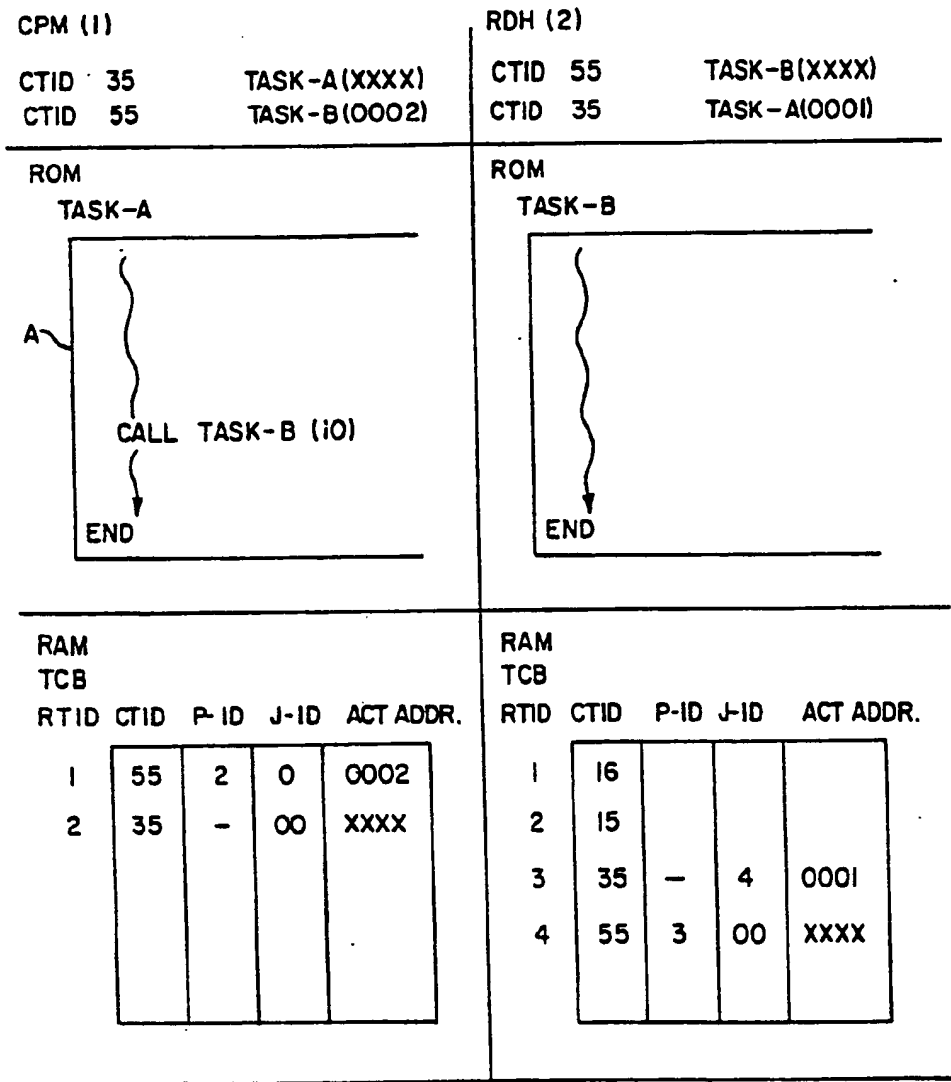 CPM (1)
CTID 35 TASK-A(XXXX)
CTID 55 TASK-B(0002)
RDH (2)
CTID 55 TASK-B(XXXX)
CTID 35 TASK-A(0001)
ROM
TASK-A
A
CALL TASK-B (i0)
END
ROM
TASK-B
END
RAM
TCB
RTID CTID P-ID J-ID ACT ADDR.
1 55 2 0 0002
2 35 - 00 XXXX
RAM
TCB
RTID CTID P-ID J-ID ACT ADDR.
1 16
2 15
3 35 - 4 0001
4 55 3 00 XXXX